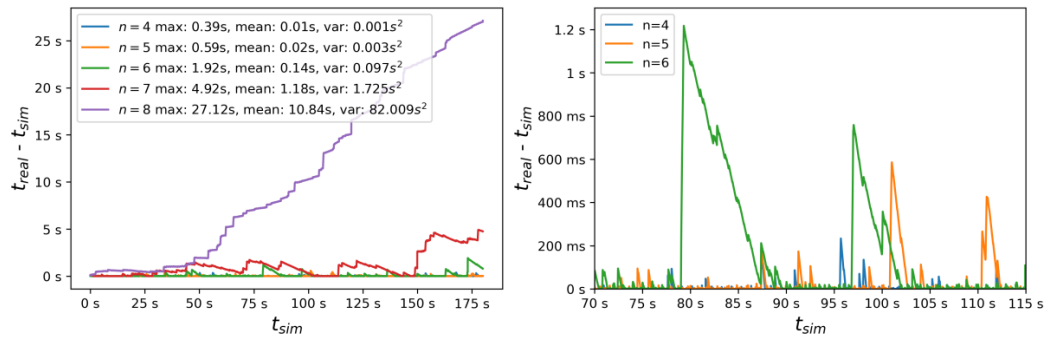 25 s
20 s
15 s
10 s
5 s
0 s
t_real - t_sim
n = 4 max: 0.39s, mean: 0.01s, var: 0.001s²
n = 5 max: 0.59s, mean: 0.02s, var: 0.003s²
n = 6 max: 1.92s, mean: 0.14s, var: 0.097s²
n = 7 max: 4.92s, mean: 1.18s, var: 1.725s²
n = 8 max: 27.12s, mean: 10.84s, var: 82.009s²
0 s 25 s 50 s 75 s 100 s 125 s 150 s 175 s
t_sim
1.2 s
1 s
800 ms
600 ms
400 ms
200 ms
0 s
t_real - t_sim
n=4
n=5
n=6
70 s 75 s 80 s 85 s 90 s 95 s 100 s 105 s 110 s 115 s
t_sim